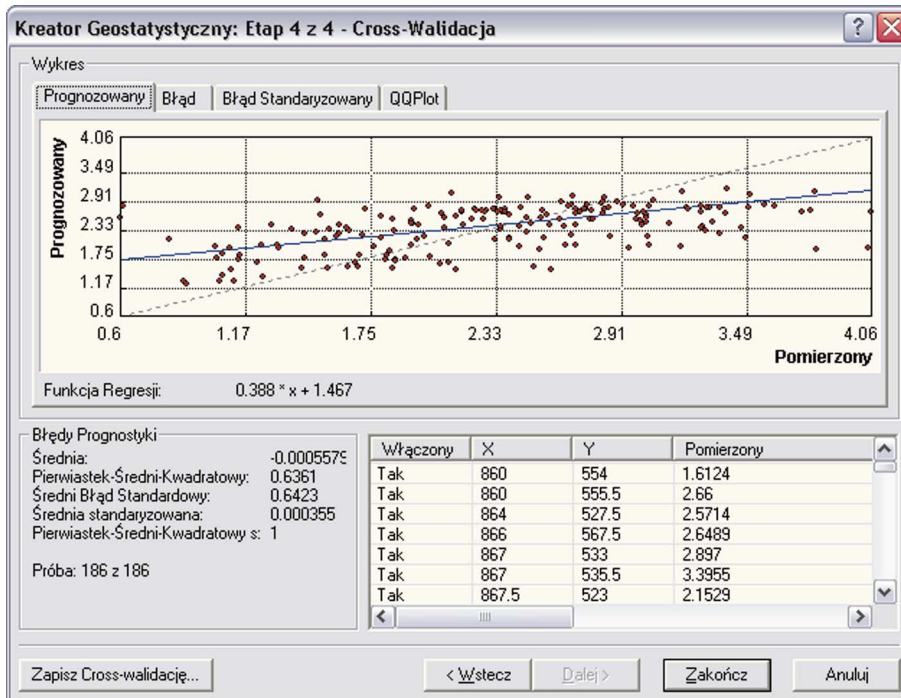 Kreator Geostatystyczny: Etap 4 z 4 - Cross-Walidacja
Wykres
Prognozowany Błąd Błąd Standaryzowany QQPlot
Prognozowany
4.06
3.49
2.91
2.33
1.75
1.17
0.6
0.6 1.17 1.75 2.33 2.91 3.49 4.06
Pomierzony
Funkcja Regresji: 0.388 * x + 1.467
Błędy Prognostyki
Średnia: -0.0005579
Pierwiastek-Średni-Kwadratowy: 0.6361
Średni Błąd Standardowy: 0.6423
Średnia standaryzowana: 0.000355
Pierwiastek-Średni-Kwadratowy s: 1
Próba: 186 z 186
Włączony X Y Pomierzony
Tak 860 554 1.6124
Tak 860 555.5 2.66
Tak 864 527.5 2.5714
Tak 866 567.5 2.6489
Tak 867 533 2.897
Tak 867 535.5 3.3955
Tak 867.5 523 2.1529
Zapisz Cross-walidację... < Wstecz Dalej > Zakończ Anuluj